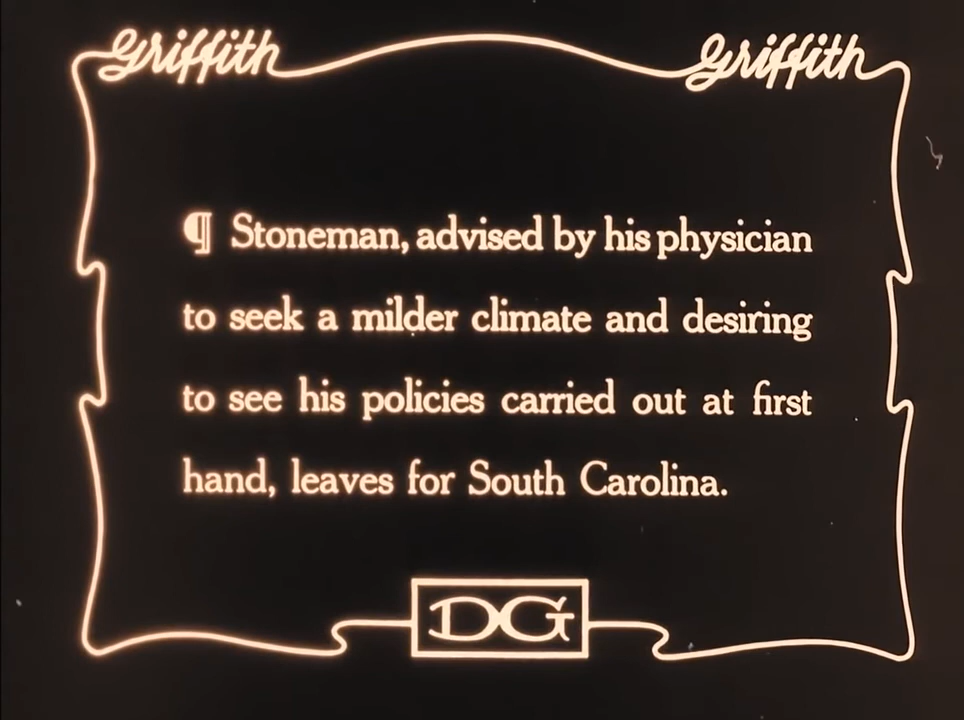 Griffith Griffith
¶ Stoneman, advised by his physician
to seek a milder climate and desiring
to see his policies carried out at first
hand, leaves for South Carolina.
DG